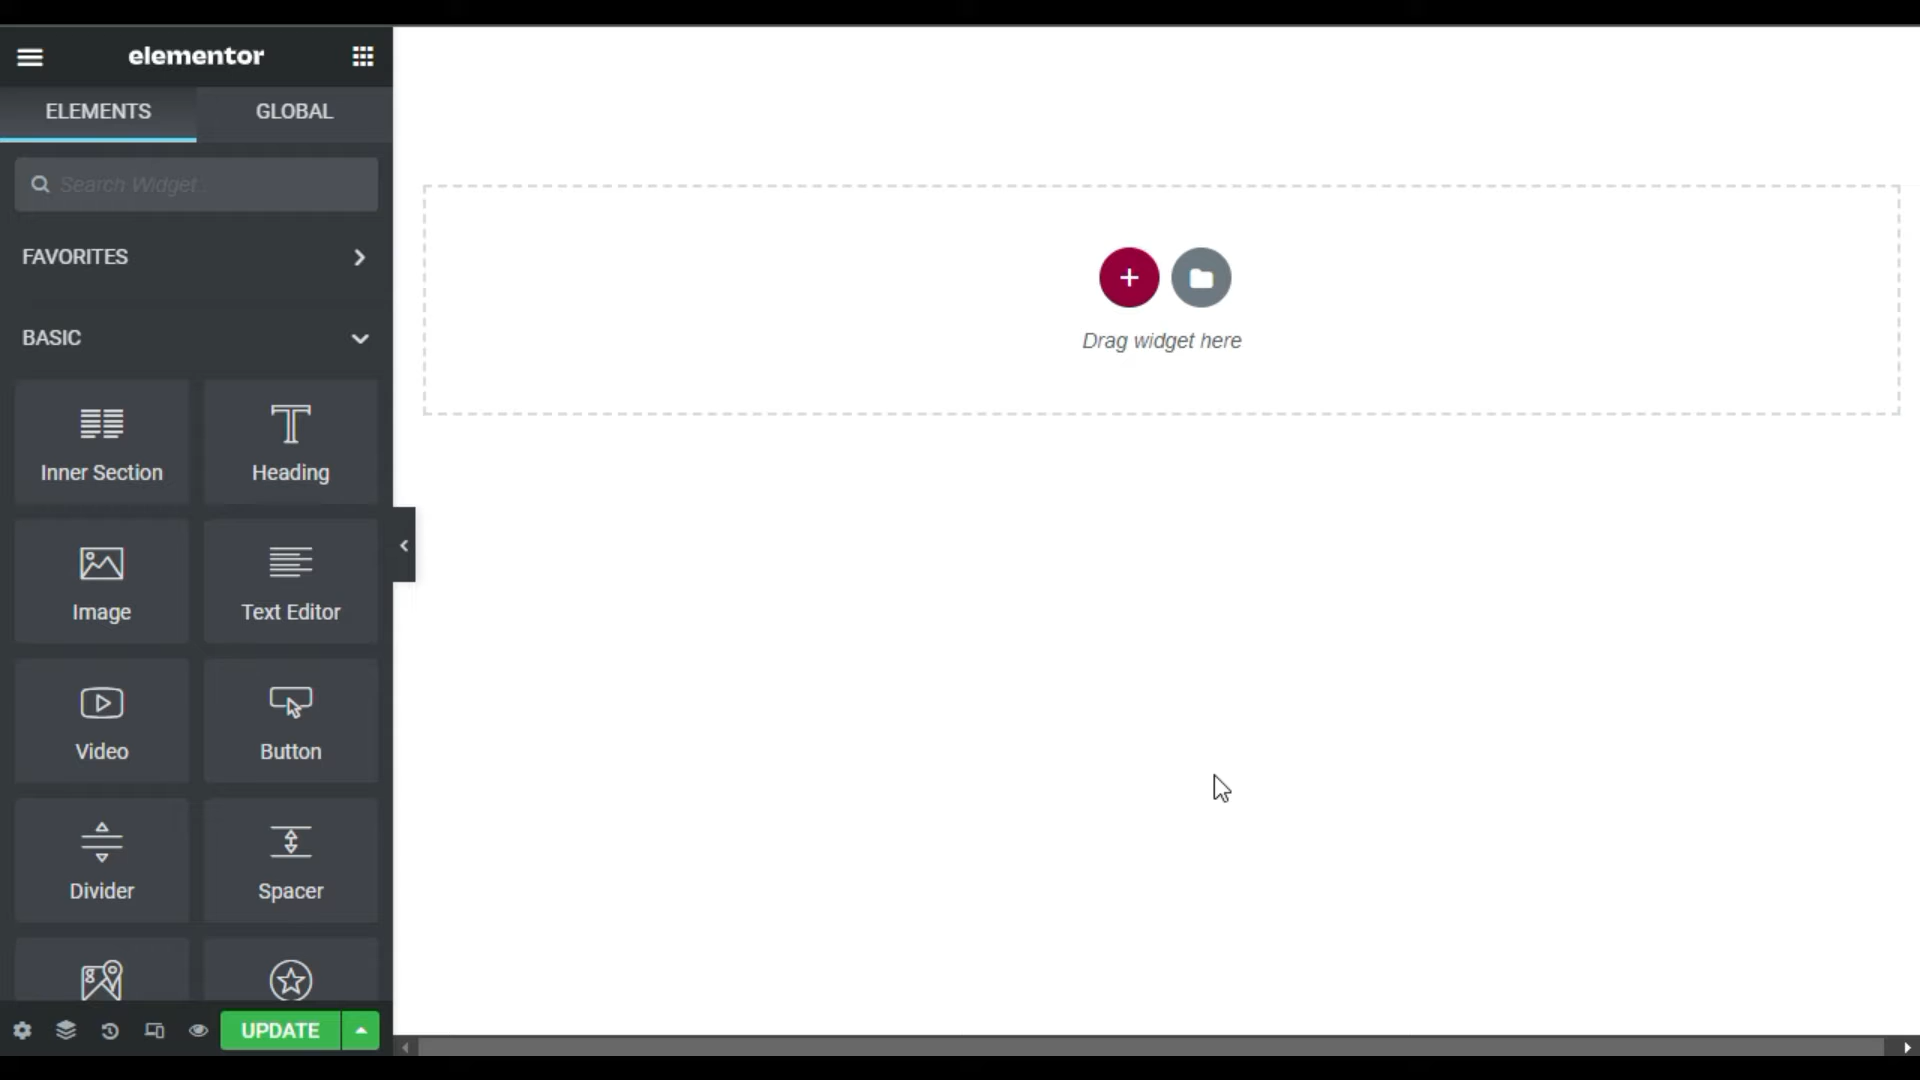 elementor
ELEMENTS
GLOBAL
Search Widget...
FAVORITES
BASIC
Inner Section
Heading
Image
Text Editor
Video
Button
Divider
Spacer
UPDATE
Drag widget here